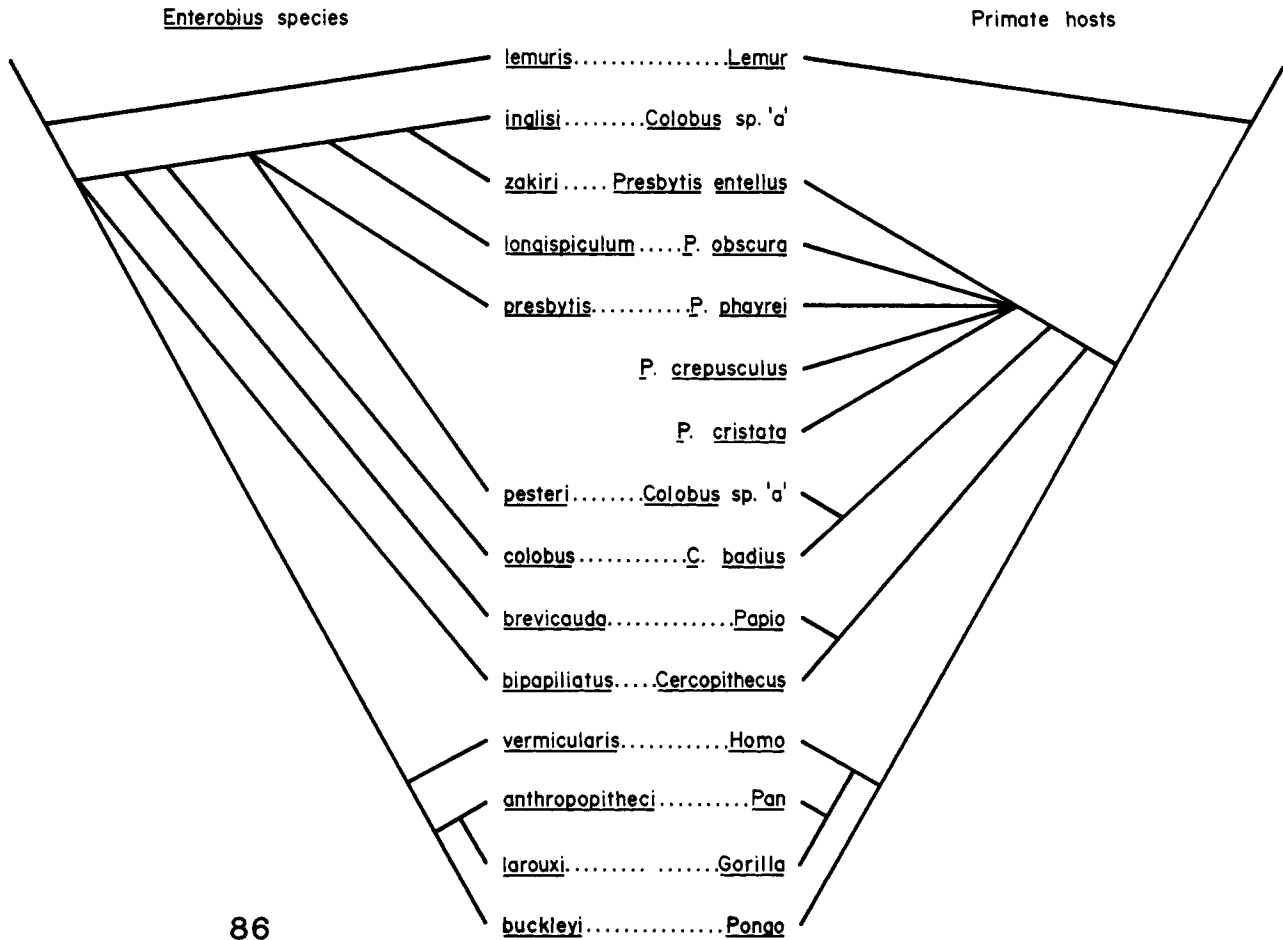 Enterobius species Primate hosts
lemuris.................Lemur
inglisi.........Colobus sp. 'a'
zakiri.....Presbytis entellus
longispiculum.....P. obscura
presbytis...........P. phayrei
P. crepusculus
P. cristata
pesteri........Colobus sp. 'a'
colobus............C. badius
brevicauda..............Papio
bipapiliatus.....Cercopithecus
vermicularis............Homo
anthropopitheci..........Pan
larouxi......... .......Gorilla
buckleyi............Pongo
86